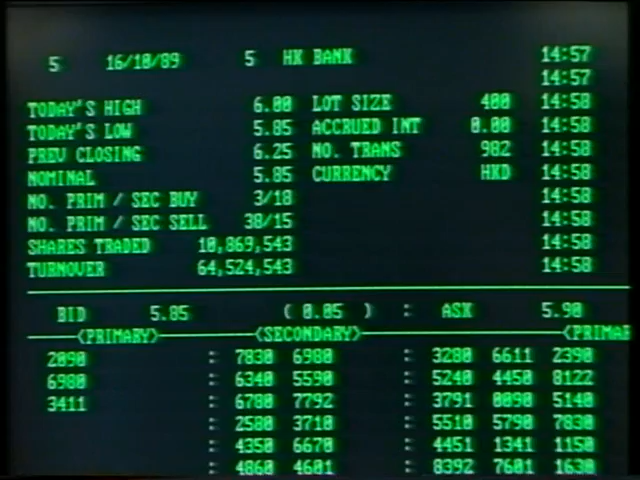 5 16/10/89 5 HK BANK 14:57
14:57
TODAY'S HIGH 6.00 LOT SIZE 400 14:58
TODAY'S LOW 5.85 ACCRUED INT 0.00 14:58
PREV CLOSING 6.25 NO. TRANS 982 14:58
NOMINAL 5.85 CURRENCY HKD 14:58
NO. PRIM / SEC BUY 3/18 14:58
NO. PRIM / SEC SELL 38/15 14:58
SHARES TRADED 10,869,543 14:58
TURNOVER 64,524,543 14:58
BID 5.85 ( 0.05 ) : ASK 5.90
<PRIMARY> <SECONDARY> <PRIMAR
2090 : 7830 6980 : 3280 6611 2390
6980 : 6340 5590 : 5240 4450 8122
3411 : 6780 7792 : 3791 0090 5140
: 2580 3710 : 5510 5790 7830
: 4350 6670 : 4451 1341 1150
: 4860 4601 : 8392 7601 1630